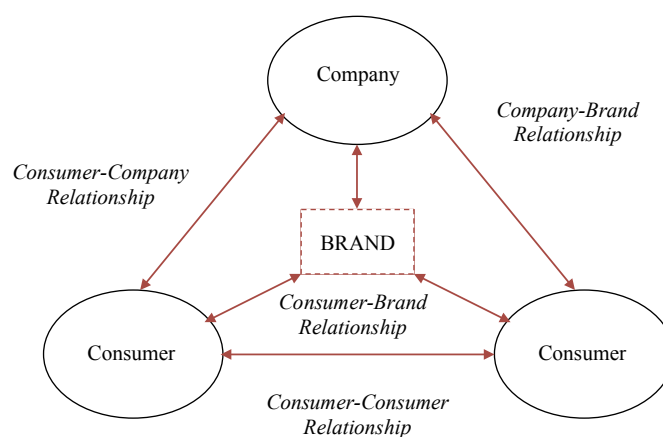 Company
Company-Brand
Relationship
Consumer-Company
Relationship
BRAND
Consumer-Brand
Relationship
Consumer
Consumer
Consumer-Consumer
Relationship